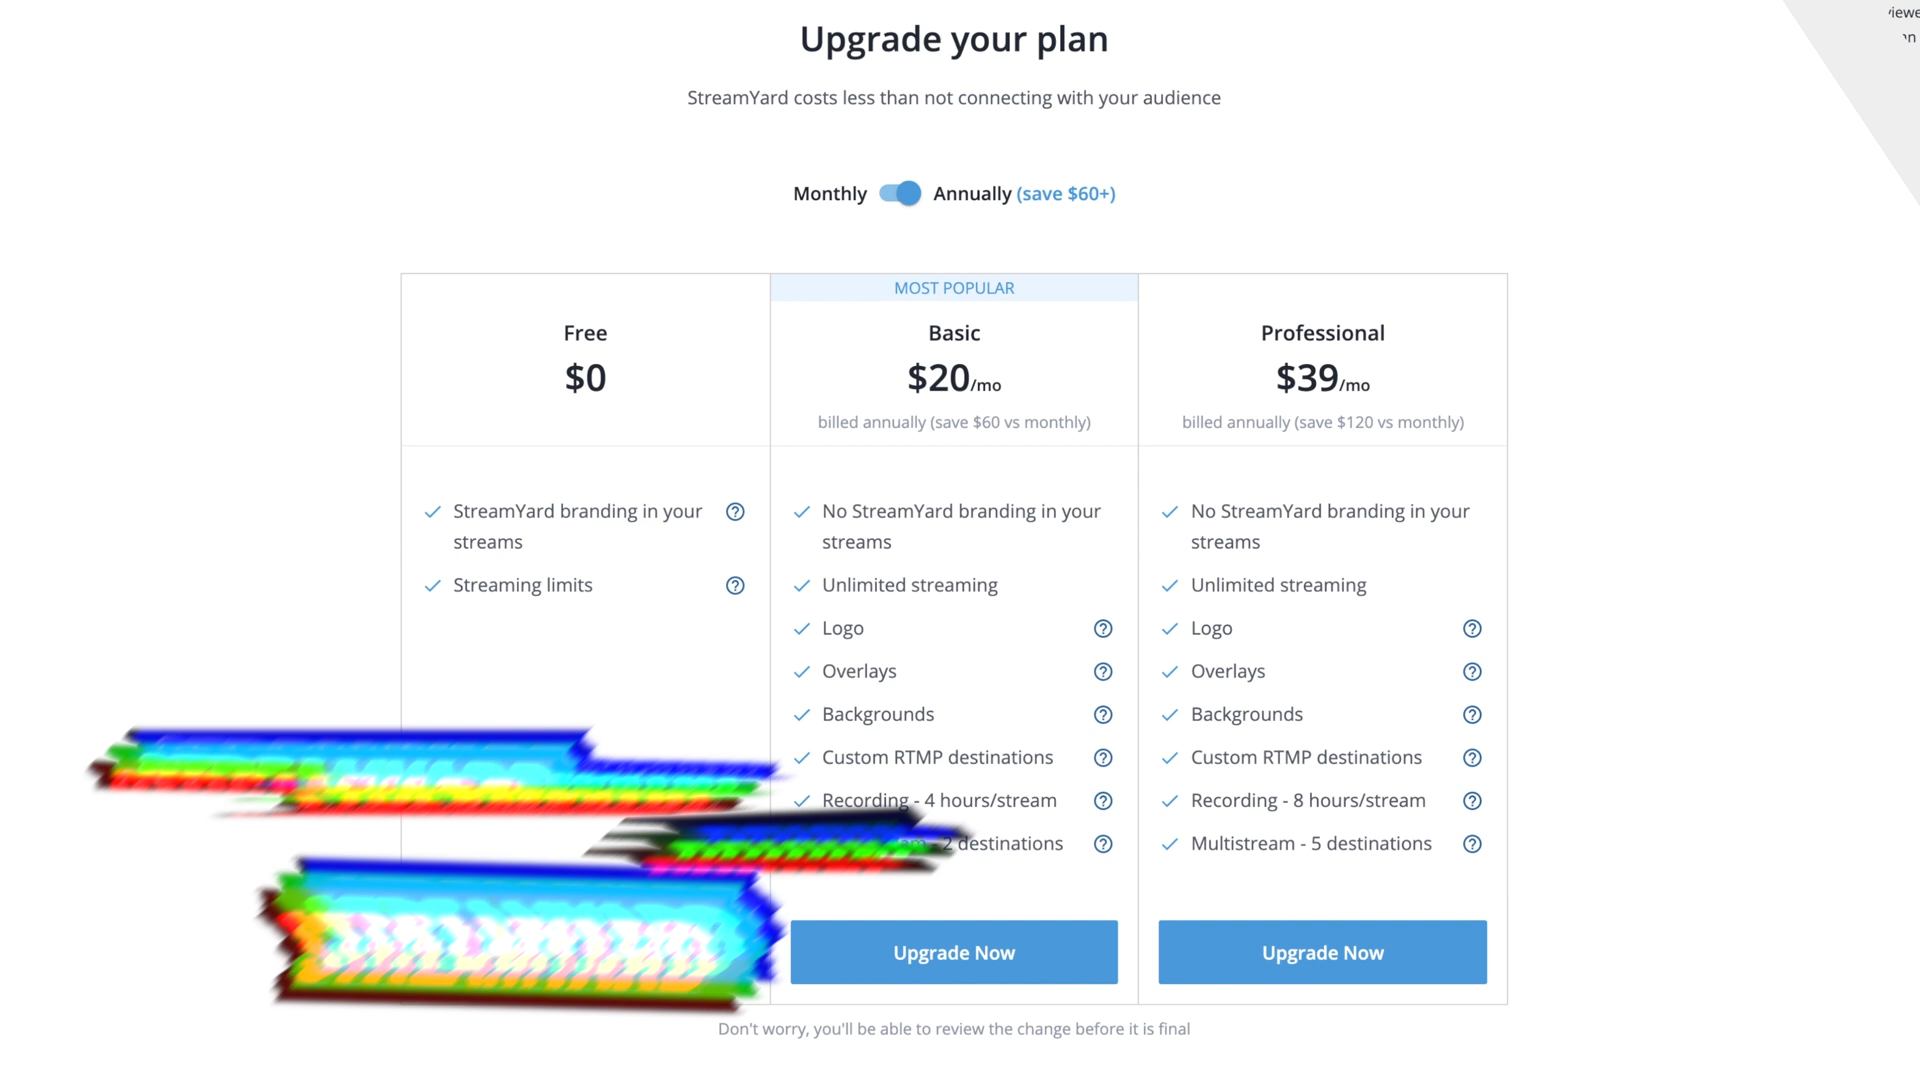 Upgrade your plan
StreamYard costs less than not connecting with your audience
Monthly Annually (save $60+)
MOST POPULAR
Free
$0
Basic
$20/mo
billed annually (save $60 vs monthly)
Professional
$39/mo
billed annually (save $120 vs monthly)
StreamYard branding in your
streams
Streaming limits
No StreamYard branding in your
streams
Unlimited streaming
Logo
Overlays
Backgrounds
Custom RTMP destinations
Recording - 4 hours/stream
- 2 destinations
Upgrade Now
No StreamYard branding in your
streams
Unlimited streaming
Logo
Overlays
Backgrounds
Custom RTMP destinations
Recording - 8 hours/stream
Multistream - 5 destinations
Upgrade Now
Don't worry, you'll be able to review the change before it is final